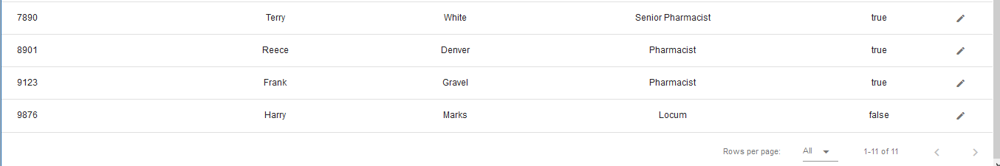 7890 Terry White Senior Pharmacist true
8901 Reece Denver Pharmacist true
9123 Frank Gravel Pharmacist true
9876 Harry Marks Locum false
Rows per page: All 1-11 of 11